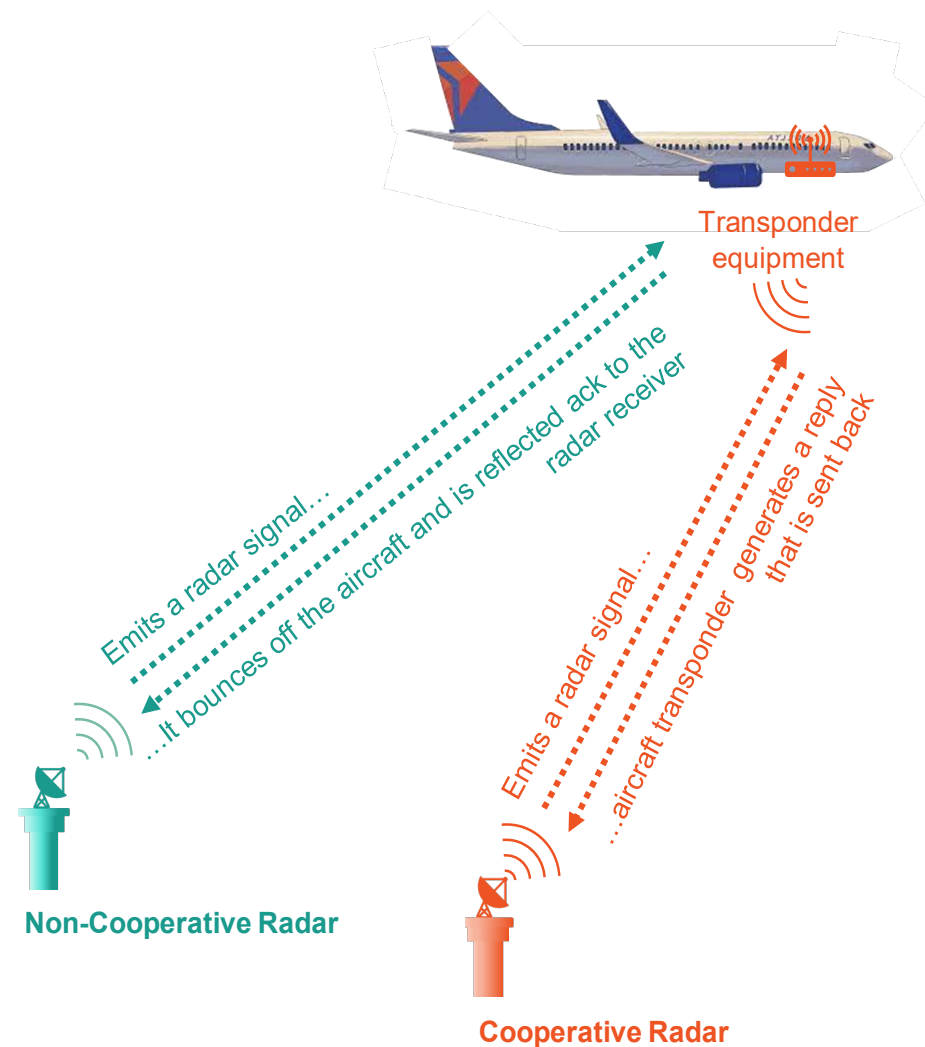 Transponder
equipment
Emits a radar signal…
…It bounces off the aircraft and is reflected ack to the
radar receiver
Non-Cooperative Radar
Emits a radar signal…
…aircraft transponder generates a reply
that is sent back
Cooperative Radar